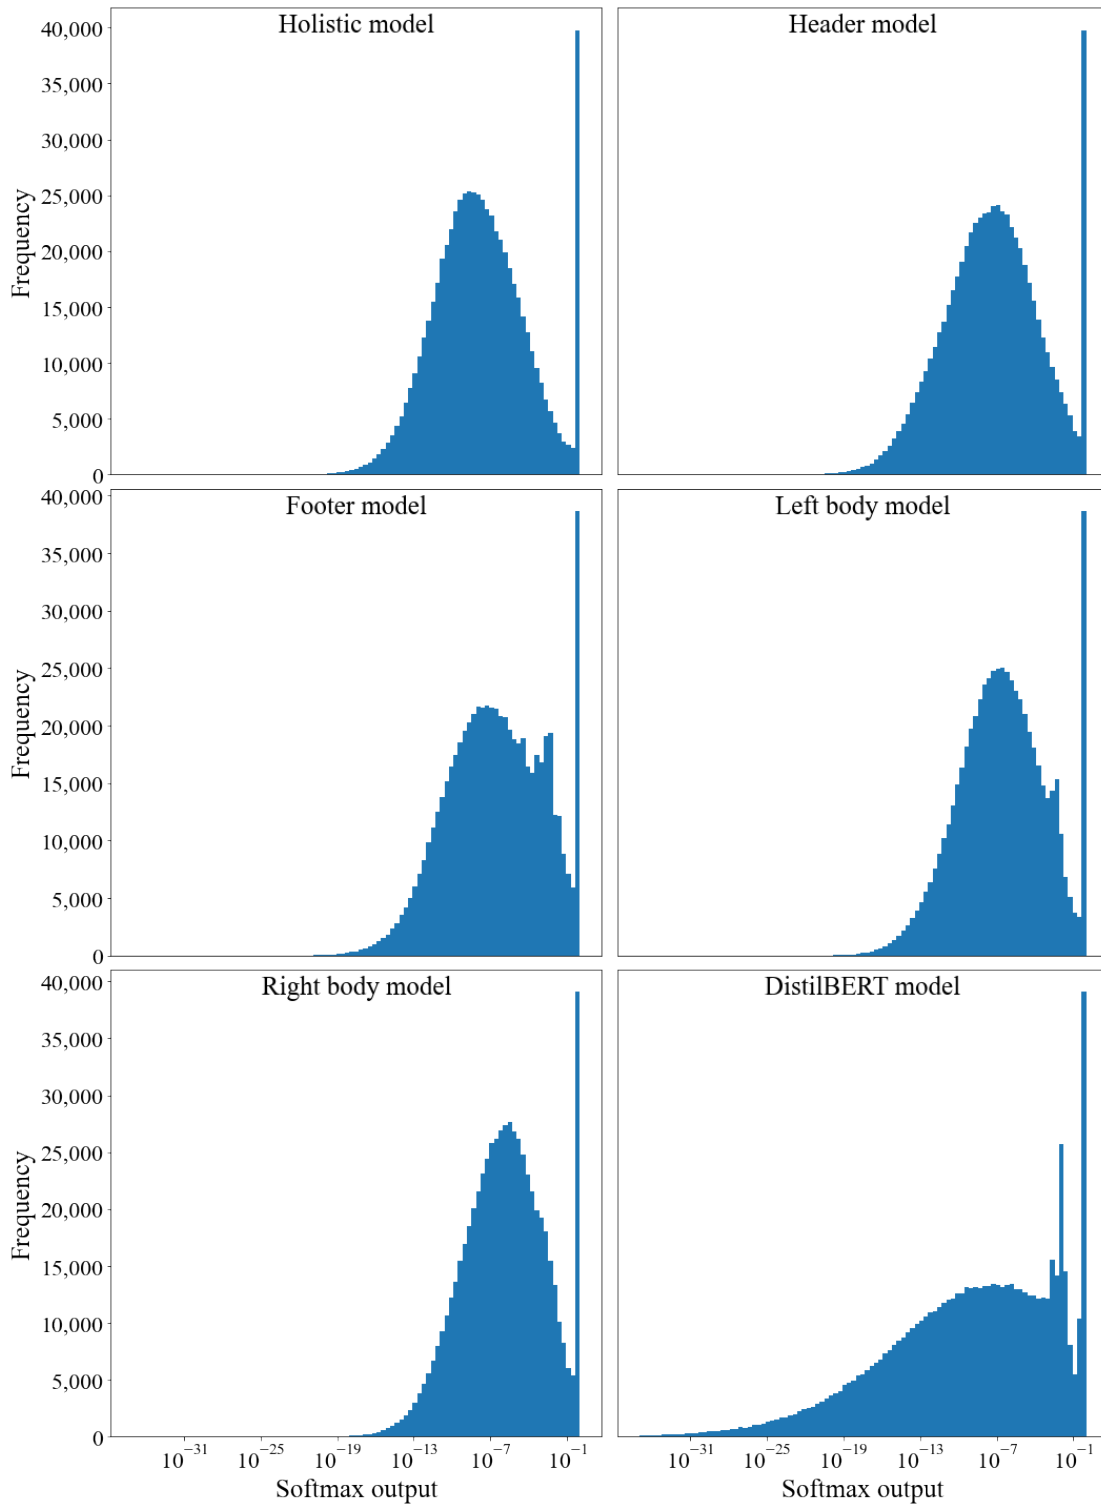 Holistic model
Header model
40,000
35,000
30,000
25,000
20,000
15,000
10,000
5,000
0
Frequency
Footer model
Left body model
40,000
35,000
30,000
25,000
20,000
15,000
10,000
5,000
0
Frequency
Right body model
DistilBERT model
40,000
35,000
30,000
25,000
20,000
15,000
10,000
5,000
0
Frequency
10⁻³¹ 10⁻²⁵ 10⁻¹⁹ 10⁻¹³ 10⁻⁷ 10⁻¹
10⁻³¹ 10⁻²⁵ 10⁻¹⁹ 10⁻¹³ 10⁻⁷ 10⁻¹
Softmax output
Softmax output